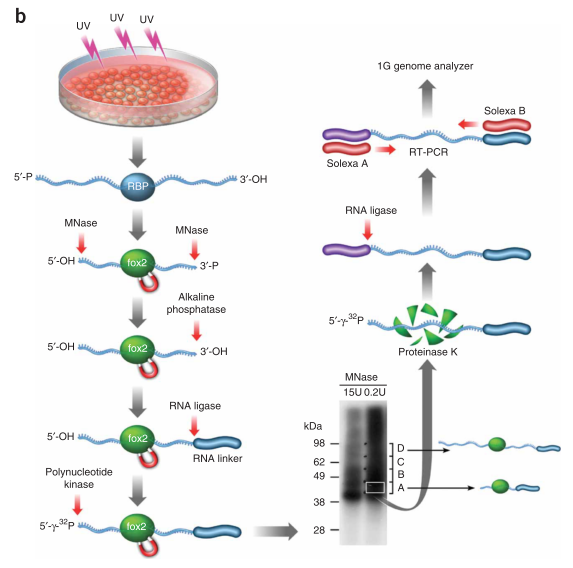 b
UV
UV
UV
5′-P
RBP
3′-OH
MNase
MNase
5′-OH
fox2
3′-P
Alkaline
phosphatase
5′-OH
fox2
3′-OH
RNA ligase
5′-OH
fox2
RNA linker
Polynucleotide
kinase
5′-γ-³²P
fox2
1G genome analyzer
Solexa B
RT-PCR
Solexa A
RNA ligase
5′-γ-³²P
Proteinase K
MNase
15U 0.2U
kDa
98
62
49
38
28
D
C
B
A